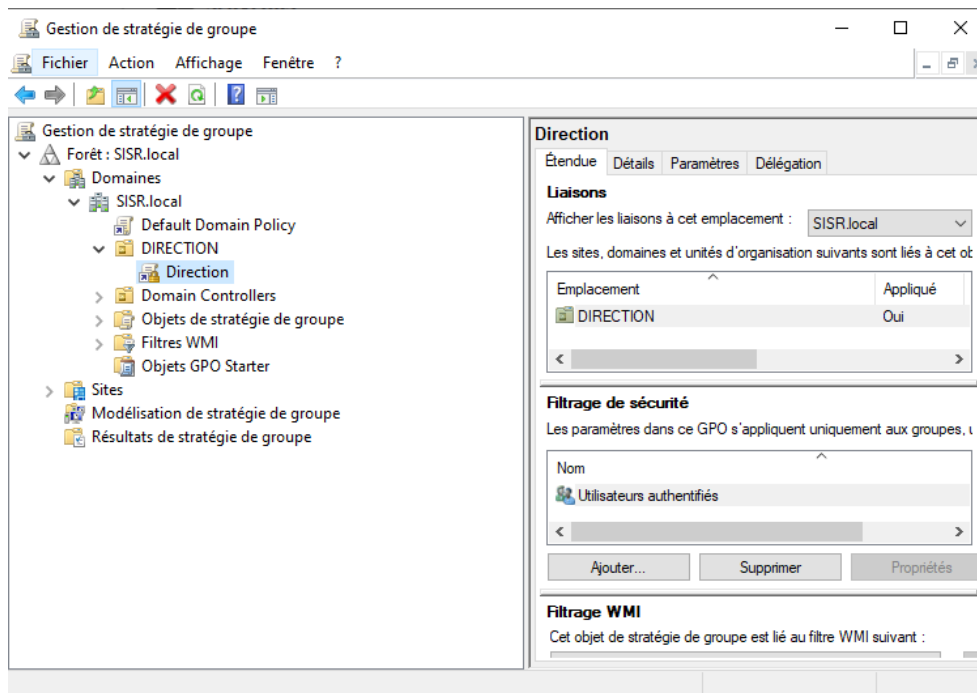 Gestion de stratégie de groupe
Fichier Action Affichage Fenêtre ?
Gestion de stratégie de groupe
Forêt : SISR.local
Domaines
SISR.local
Default Domain Policy
DIRECTION
Direction
Domain Controllers
Objets de stratégie de groupe
Filtres WMI
Objets GPO Starter
Sites
Modélisation de stratégie de groupe
Résultats de stratégie de groupe
Direction
Étendue Détails Paramètres Délégation
Liaisons
Afficher les liaisons à cet emplacement : SISR.local
Les sites, domaines et unités d'organisation suivants sont liés à cet ob
Emplacement Appliqué
DIRECTION Oui
Filtrage de sécurité
Les paramètres dans ce GPO s'appliquent uniquement aux groupes, u
Nom
Utilisateurs authentifiés
Ajouter... Supprimer Propriétés
Filtrage WMI
Cet objet de stratégie de groupe est lié au filtre WMI suivant :